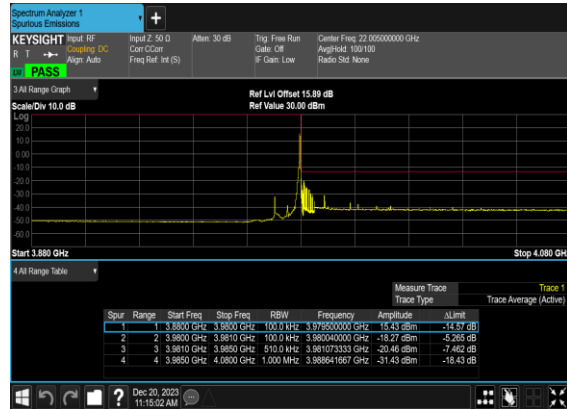 Spectrum Analyzer 1
Spurious Emissions
KEYSIGHT Input: RF Input Z: 50 Ω Atten: 30 dB Trig: Free Run Center Freq: 22.005000000 GHz
R T Coupling: DC Corr CCorr Gate: Off Avg|Hold: 100/100
Align: Auto Freq Ref: Int (S) IF Gain: Low Radio Std: None
PASS
3 All Range Graph
Ref Lvl Offset 15.89 dB
Scale/Div 10.0 dB Ref Value 30.00 dBm
Log
20.0
10.0
0.00
-10.0
-20.0
-30.0
-40.0
-50.0
-60.0
Start 3.880 GHz Stop 4.080 GH
4 All Range Table
Measure Trace Trace 1
Trace Type Trace Average (Active)
Spur Range Start Freq Stop Freq RBW Frequency Amplitude ΔLimit
1 1 3.8800 GHz 3.9800 GHz 100.0 kHz 3.979500000 GHz 15.43 dBm -14.57 dB
2 2 3.9800 GHz 3.9810 GHz 100.0 kHz 3.980040000 GHz -18.27 dBm -5.265 dB
3 3 3.9810 GHz 3.9850 GHz 510.0 kHz 3.981073333 GHz -20.46 dBm -7.462 dB
4 4 3.9850 GHz 4.0800 GHz 1.000 MHz 3.988641667 GHz -31.43 dBm -18.43 dB
? Dec 20, 2023
11:15:02 AM